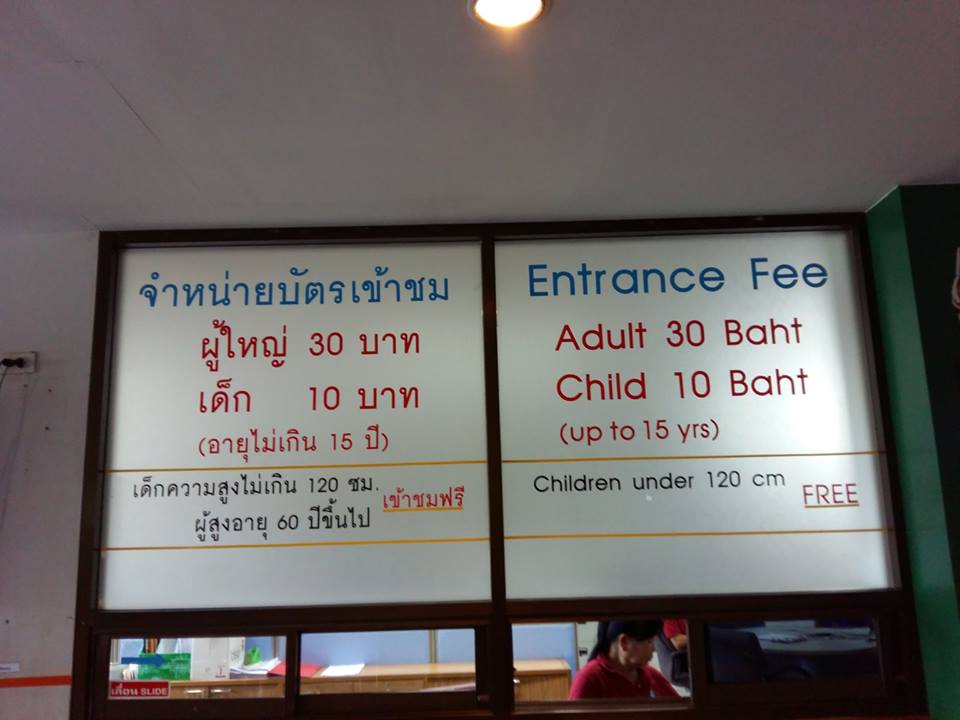 จำหน่ายบัตรเข้าชม
ผู้ใหญ่ 30 บาท
เด็ก 10 บาท
(อายุไม่เกิน 15 ปี)
เด็กความสูงไม่เกิน 120 ซม.
ผู้สูงอายุ 60 ปีขึ้นไป
เข้าชมฟรี
Entrance Fee
Adult 30 Baht
Child 10 Baht
(up to 15 yrs)
Children under 120 cm
FREE
เลื่อน SLIDE